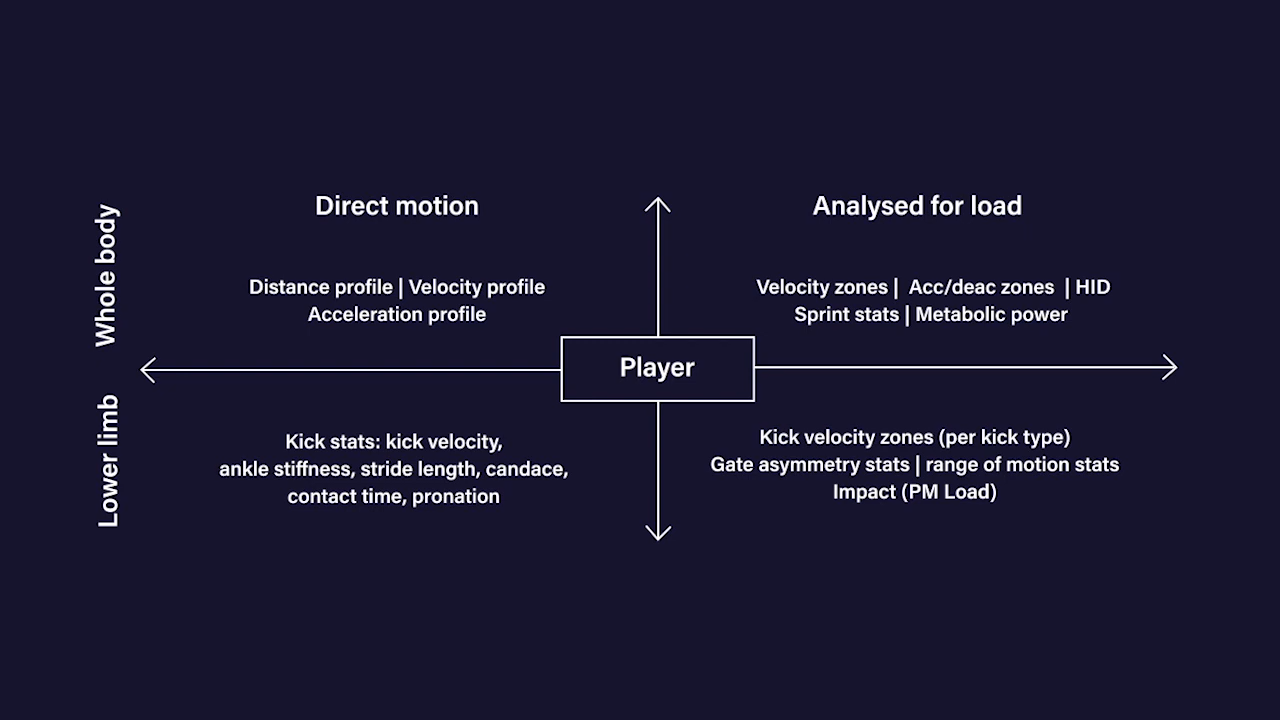 Direct motion
Analysed for load
Whole body
Distance profile | Velocity profile
Acceleration profile
Velocity zones | Acc/deac zones | HID
Sprint stats | Metabolic power
Player
Lower limb
Kick stats: kick velocity,
ankle stiffness, stride length, candace,
contact time, pronation
Kick velocity zones (per kick type)
Gate asymmetry stats | range of motion stats
Impact (PM Load)